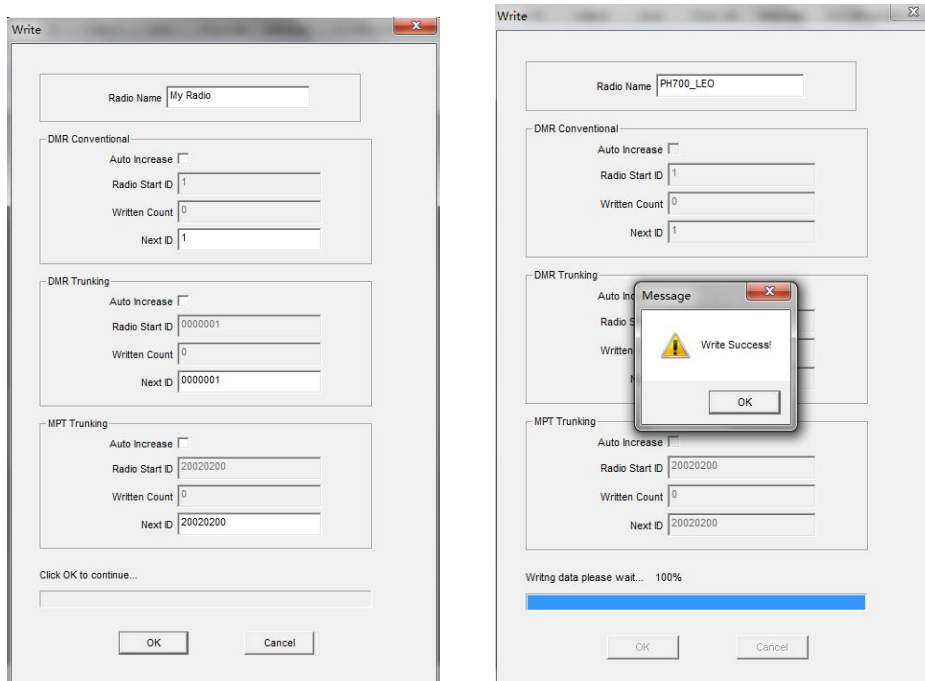 Write
Radio Name My Radio
DMR Conventional
Auto Increase
Radio Start ID 1
Written Count 0
Next ID 1
DMR Trunking
Auto Increase
Radio Start ID 0000001
Written Count 0
Next ID 0000001
MPT Trunking
Auto Increase
Radio Start ID 20020200
Written Count 0
Next ID 20020200
Click OK to continue...
OK Cancel
Write
Radio Name PH700_LEO
DMR Conventional
Auto Increase
Radio Start ID 1
Written Count 0
Next ID 1
DMR Trunking
Auto Inc
Radio S
Written
Message
Write Success!
OK
MPT Trunking
Auto Increase
Radio Start ID 20020200
Written Count 0
Next ID 20020200
Writng data please wait... 100%
OK Cancel